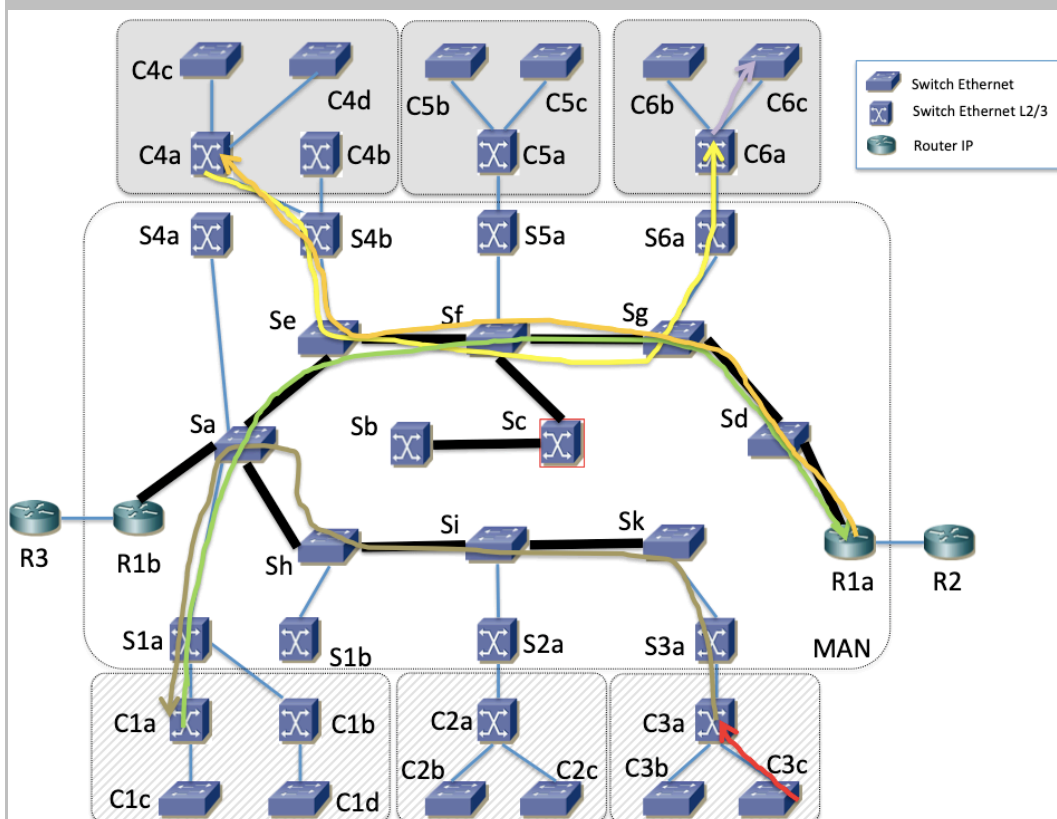 C4c
C4d
C5b
C5c
C6b
C6c
Switch Ethernet
Switch Ethernet L2/3
Router IP
C4a
C4b
C5a
C6a
S4a
S4b
S5a
S6a
Se
Sf
Sg
Sa
Sb
Sc
Sd
R3
R1b
Sh
Si
Sk
R1a
R2
S1a
S1b
S2a
S3a
MAN
C1a
C1b
C2a
C3a
C2b
C2c
C3b
C3c
C1c
C1d